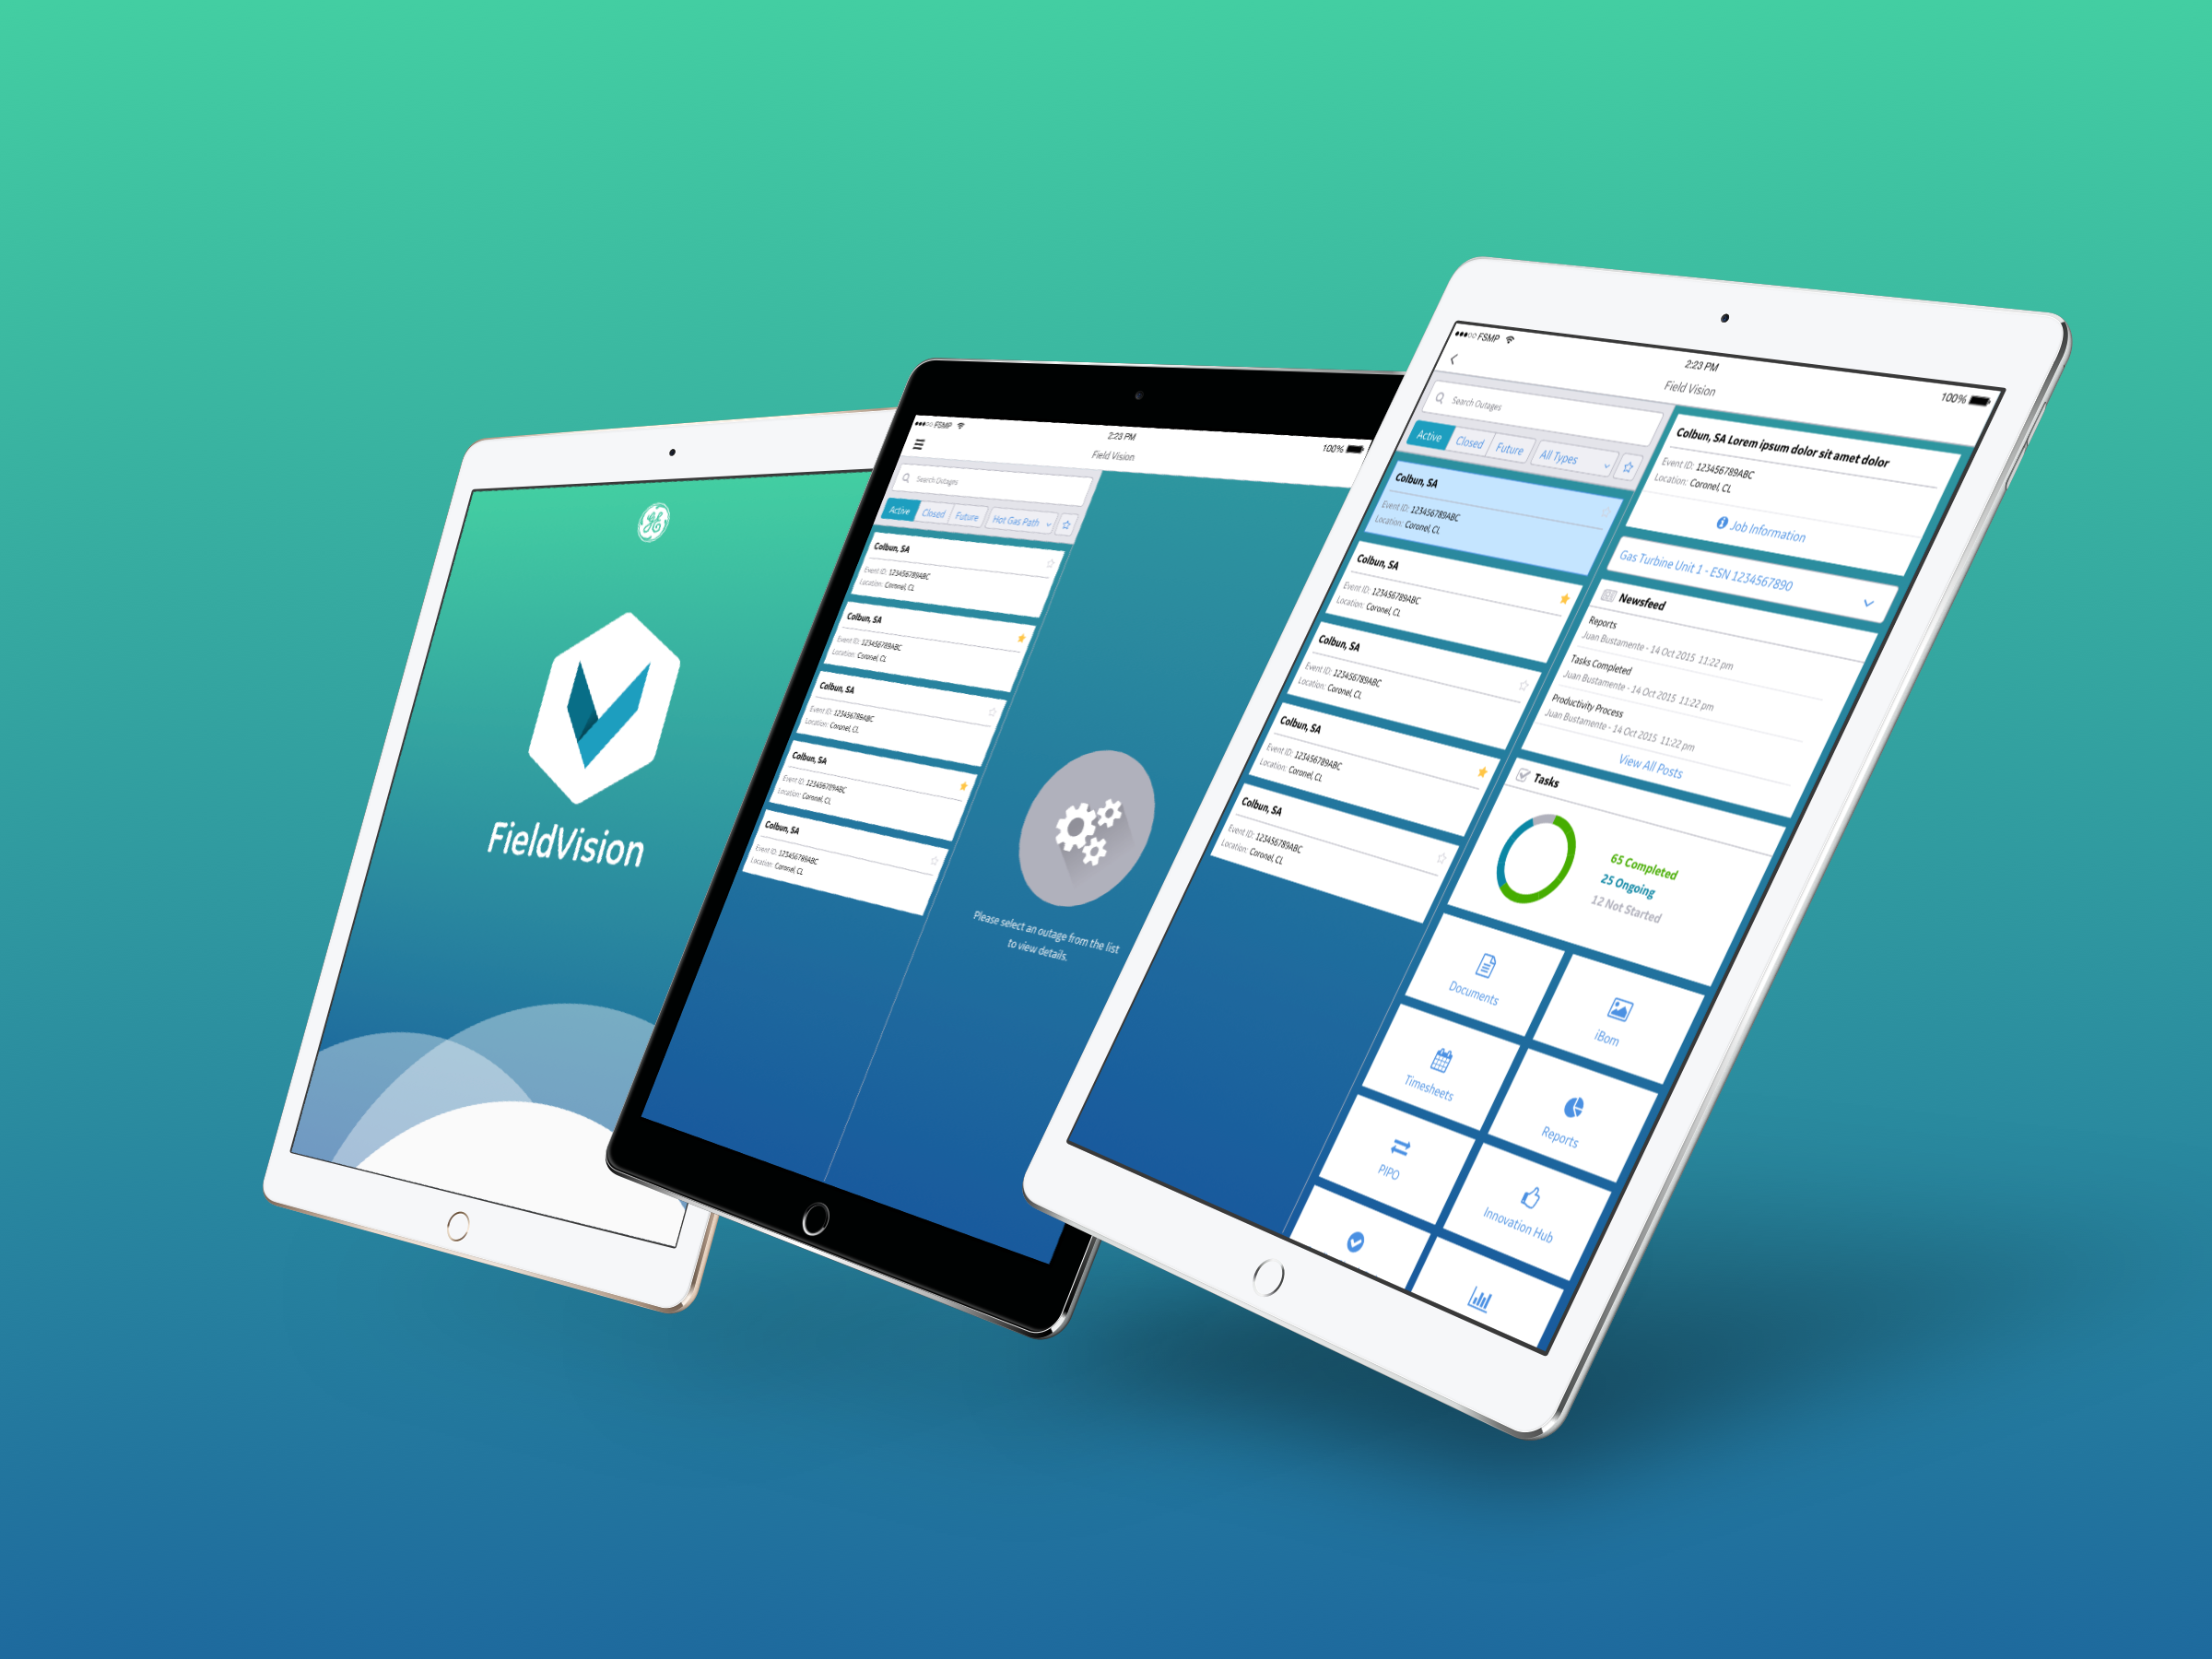 FieldVision
FSMP
2:23 PM
100%
Field Vision
Search Outages
Active Closed Future Hot Gas Path
Colbun, SA
Event ID: 123456789ABC
Location: Coronel, CL
Colbun, SA
Event ID: 123456789ABC
Location: Coronel, CL
Colbun, SA
Event ID: 123456789ABC
Location: Coronel, CL
Colbun, SA
Event ID: 123456789ABC
Location: Coronel, CL
Colbun, SA
Event ID: 123456789ABC
Location: Coronel, CL
Please select an outage from the list
to view details.
FSMP
2:23 PM
100%
Field Vision
Search Outages
Active Closed Future All Types
Colbun, SA
Event ID: 123456789ABC
Location: Coronel, CL
Colbun, SA
Event ID: 123456789ABC
Location: Coronel, CL
Colbun, SA
Event ID: 123456789ABC
Location: Coronel, CL
Colbun, SA
Event ID: 123456789ABC
Location: Coronel, CL
Colbun, SA
Event ID: 123456789ABC
Location: Coronel, CL
Colbun, SA Lorem ipsum dolor sit amet dolor
Event ID: 123456789ABC
Location: Coronel, CL
Job Information
Gas Turbine Unit 1 - ESN 1234567890
Newsfeed
Reports
Juan Bustamente - 14 Oct 2015 11:22 pm
Tasks Completed
Juan Bustamente - 14 Oct 2015 11:22 pm
Productivity Process
Juan Bustamente - 14 Oct 2015 11:22 pm
View All Posts
Tasks
65 Completed
25 Ongoing
12 Not Started
Documents
iBom
Timesheets
Reports
PIPO
Innovation Hub